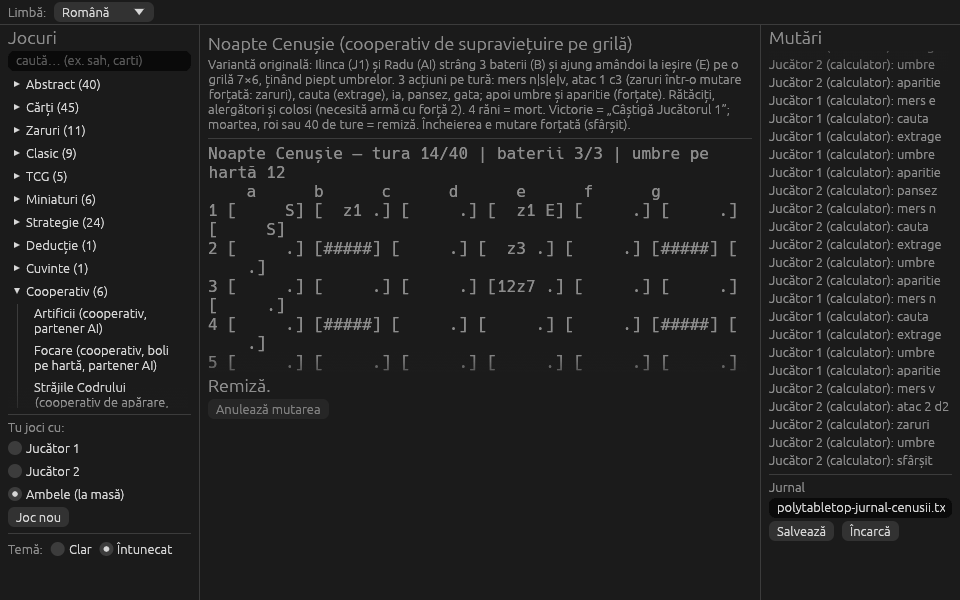 Limbă: Română
Jocuri
caută... (ex. sah, carti)
Abstract (40)
Cărți (45)
Zaruri (11)
Clasic (9)
TCG (5)
Miniaturi (6)
Strategie (24)
Deducție (1)
Cuvinte (1)
Cooperativ (6)
Artificii (cooperativ,
partener AI)
Focare (cooperativ, boli
pe hartă, partener AI)
Străjile Codrului
(cooperativ de apărare,
Tu joci cu:
Jucător 1
Jucător 2
Ambele (la masă)
Joc nou
Temă: Clar Întunecat
Noapte Cenușie (cooperativ de supraviețuire pe grilă)
Variantă originală: Ilinca (J1) și Radu (AI) strâng 3 baterii (B) și ajung amândoi la ieșire (E) pe o
grilă 7×6, ținând piept umbrelor. 3 acțiuni pe tură: mers n|s|e|v, atac 1 c3 (zaruri într-o mutare
forțată: zaruri), cauta (extrage), ia, pansez, gata; apoi umbre și aparitie (forțate). Rătăciți,
alergători și colosi (necesită armă cu forță 2). 4 răni = mort. Victorie = „Câștigă Jucătorul 1”;
moartea, roi sau 40 de ture = remiză. Încheierea e mutare forțată (sfârșit).
Noapte Cenușie — tura 14/40 | baterii 3/3 | umbre pe
hartă 12
a b c d e f g
1 [     S] [  z1 .] [     .] [  z1 E] [     .] [     .]
[     S]
2 [     .] [#####] [     .] [  z3 .] [     .] [#####] [
.]
3 [     .] [     .] [     .] [12z7 .] [     .] [     .]
[     .]
4 [     .] [#####] [     .] [     .] [     .] [#####] [
.]
5 [     .] [     .] [     .] [     .] [     .] [     .]
Remiză.
Anulează mutarea
Mutări
Jucător 2 (calculator): umbre
Jucător 2 (calculator): aparitie
Jucător 1 (calculator): mers e
Jucător 1 (calculator): cauta
Jucător 1 (calculator): extrage
Jucător 1 (calculator): umbre
Jucător 1 (calculator): aparitie
Jucător 2 (calculator): pansez
Jucător 2 (calculator): mers n
Jucător 2 (calculator): cauta
Jucător 2 (calculator): extrage
Jucător 2 (calculator): umbre
Jucător 2 (calculator): aparitie
Jucător 1 (calculator): mers n
Jucător 1 (calculator): cauta
Jucător 1 (calculator): extrage
Jucător 1 (calculator): umbre
Jucător 1 (calculator): aparitie
Jucător 2 (calculator): mers v
Jucător 2 (calculator): atac 2 d2
Jucător 2 (calculator): zaruri
Jucător 2 (calculator): umbre
Jucător 2 (calculator): sfârșit
Jurnal
polytabletop-jurnal-cenusii.tx
Salvează Încarcă